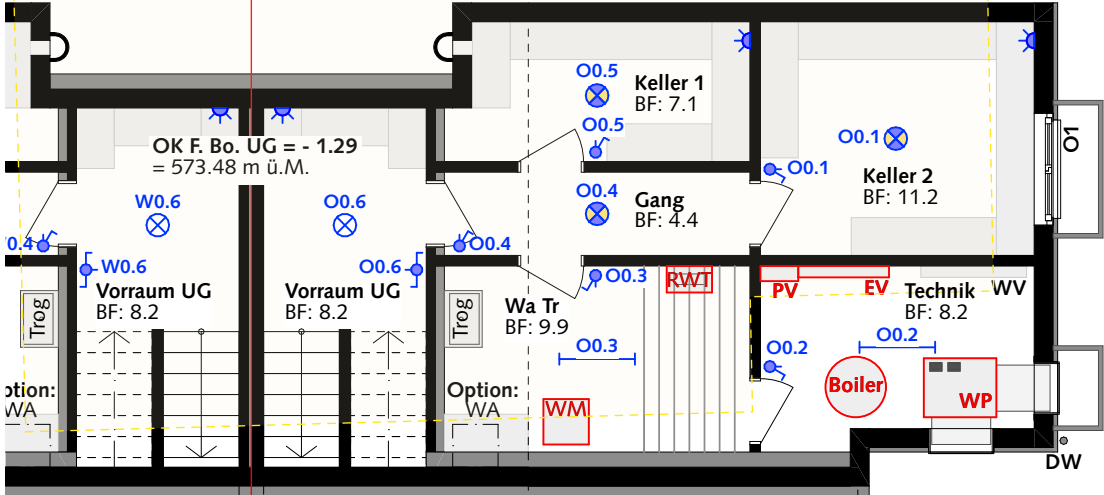 O0.5
Keller 1
BF: 7.1
O0.5
O0.1
O1
OK F. Bo. UG = - 1.29
= 573.48 m ü.M.
O0.1
Keller 2
BF: 11.2
W0.6
O0.6
O0.4
Gang
BF: 4.4
0.4
O0.4
W0.6
O0.6
O0.3
RWT
PV
EV
WV
Vorraum UG
BF: 8.2
Vorraum UG
BF: 8.2
Technik
BF: 8.2
Trog
Trog
Wa Tr
BF: 9.9
O0.3
O0.2
O0.2
ption:
WA
Option:
WA
WM
Boiler
WP
DW